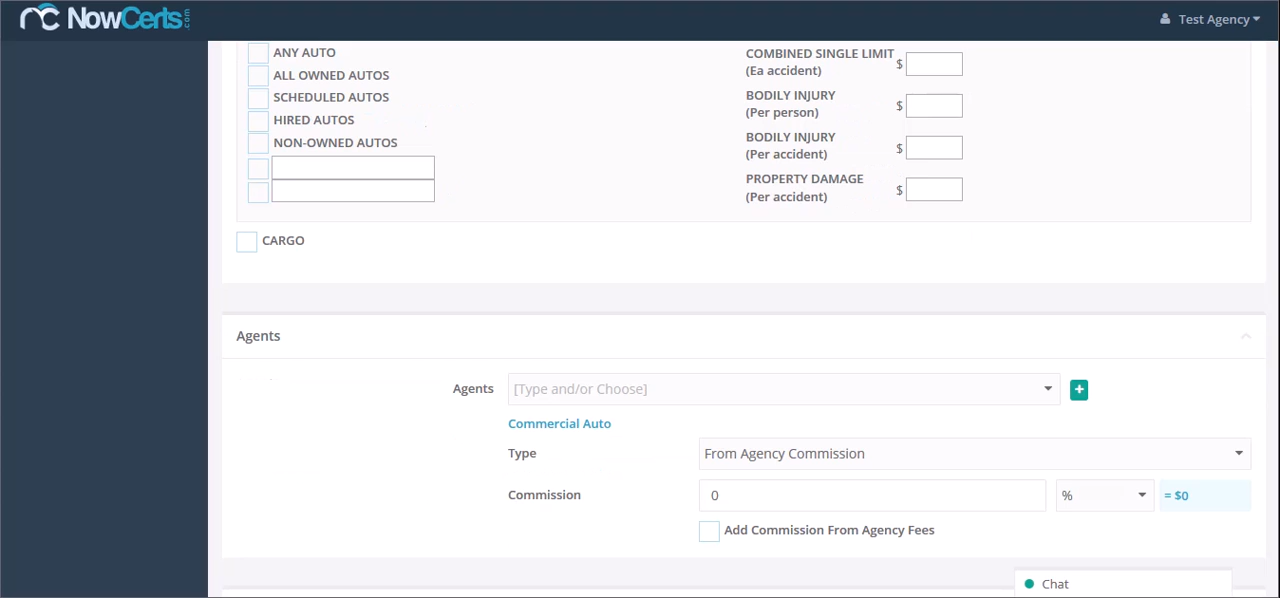 NowCerts.com
Test Agency
ANY AUTO
ALL OWNED AUTOS
SCHEDULED AUTOS
HIRED AUTOS
NON-OWNED AUTOS
COMBINED SINGLE LIMIT
(Ea accident)
$
BODILY INJURY
(Per person)
$
BODILY INJURY
(Per accident)
$
PROPERTY DAMAGE
(Per accident)
$
CARGO
Agents
Agents
[Type and/or Choose]
Commercial Auto
Type
From Agency Commission
Commission
0
%
= $0
Add Commission From Agency Fees
Chat